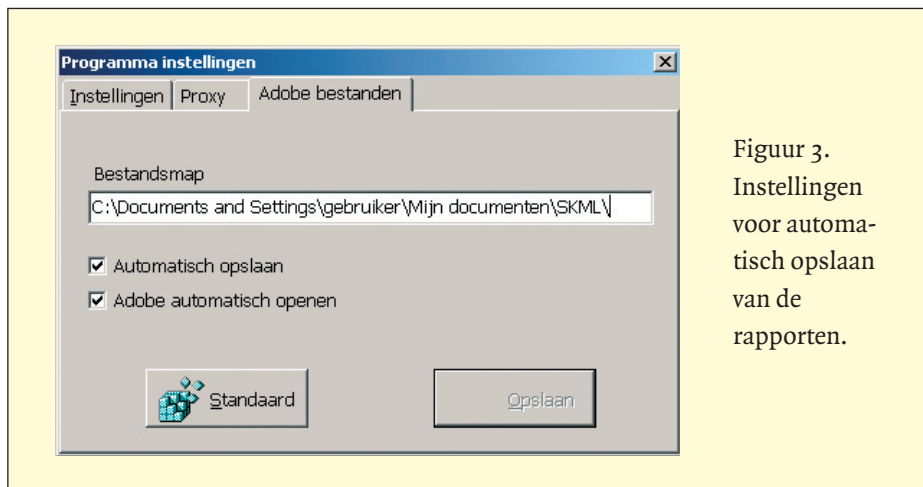 Programma instellingen
Instellingen
Proxy
Adobe bestanden
Bestandsmap
C:\Documents and Settings\gebruiker\Mijn documenten\SKML\
Automatisch opslaan
Adobe automatisch openen
Standaard
Opslaan
Figuur 3.
Instellingen
voor automa-
tisch opslaan
van de
rapporten.